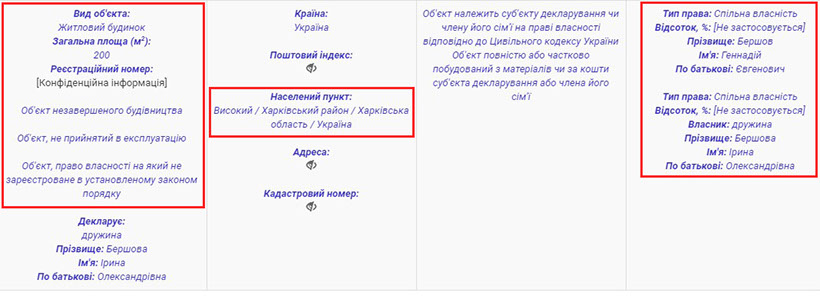 Вид об'єкта:
Житловий будинок
Загальна площа (м²):
200
Реєстраційний номер:
[Конфіденційна інформація]
Об'єкт незавершеного будівництва
Об'єкт, не прийнятий в експлуатацію
Об'єкт, право власності на який не
зареєстроване в установленому законом
порядку
Декларує:
дружина
Прізвище: Бершова
Ім'я: Ірина
По батькові: Олександрівна
Країна:
Україна
Поштовий індекс:
Населений пункт:
Високий / Харківський район / Харківська
область / Україна
Адреса:
Кадастровий номер:
Об'єкт належить суб'єкту декларування чи
члену його сім'ї на праві власності
відповідно до Цивільного кодексу України
Об'єкт повністю або частково
побудований з матеріалів чи за кошти
суб'єкта декларування або члена його
сім'ї
Тип права: Спільна власність
Відсоток, %: [Не застосовується]
Прізвище: Бершов
Ім'я: Геннадій
По батькові: Євгенович
Тип права: Спільна власність
Відсоток, %: [Не застосовується]
Власник: дружина
Прізвище: Бершова
Ім'я: Ірина
По батькові: Олександрівна